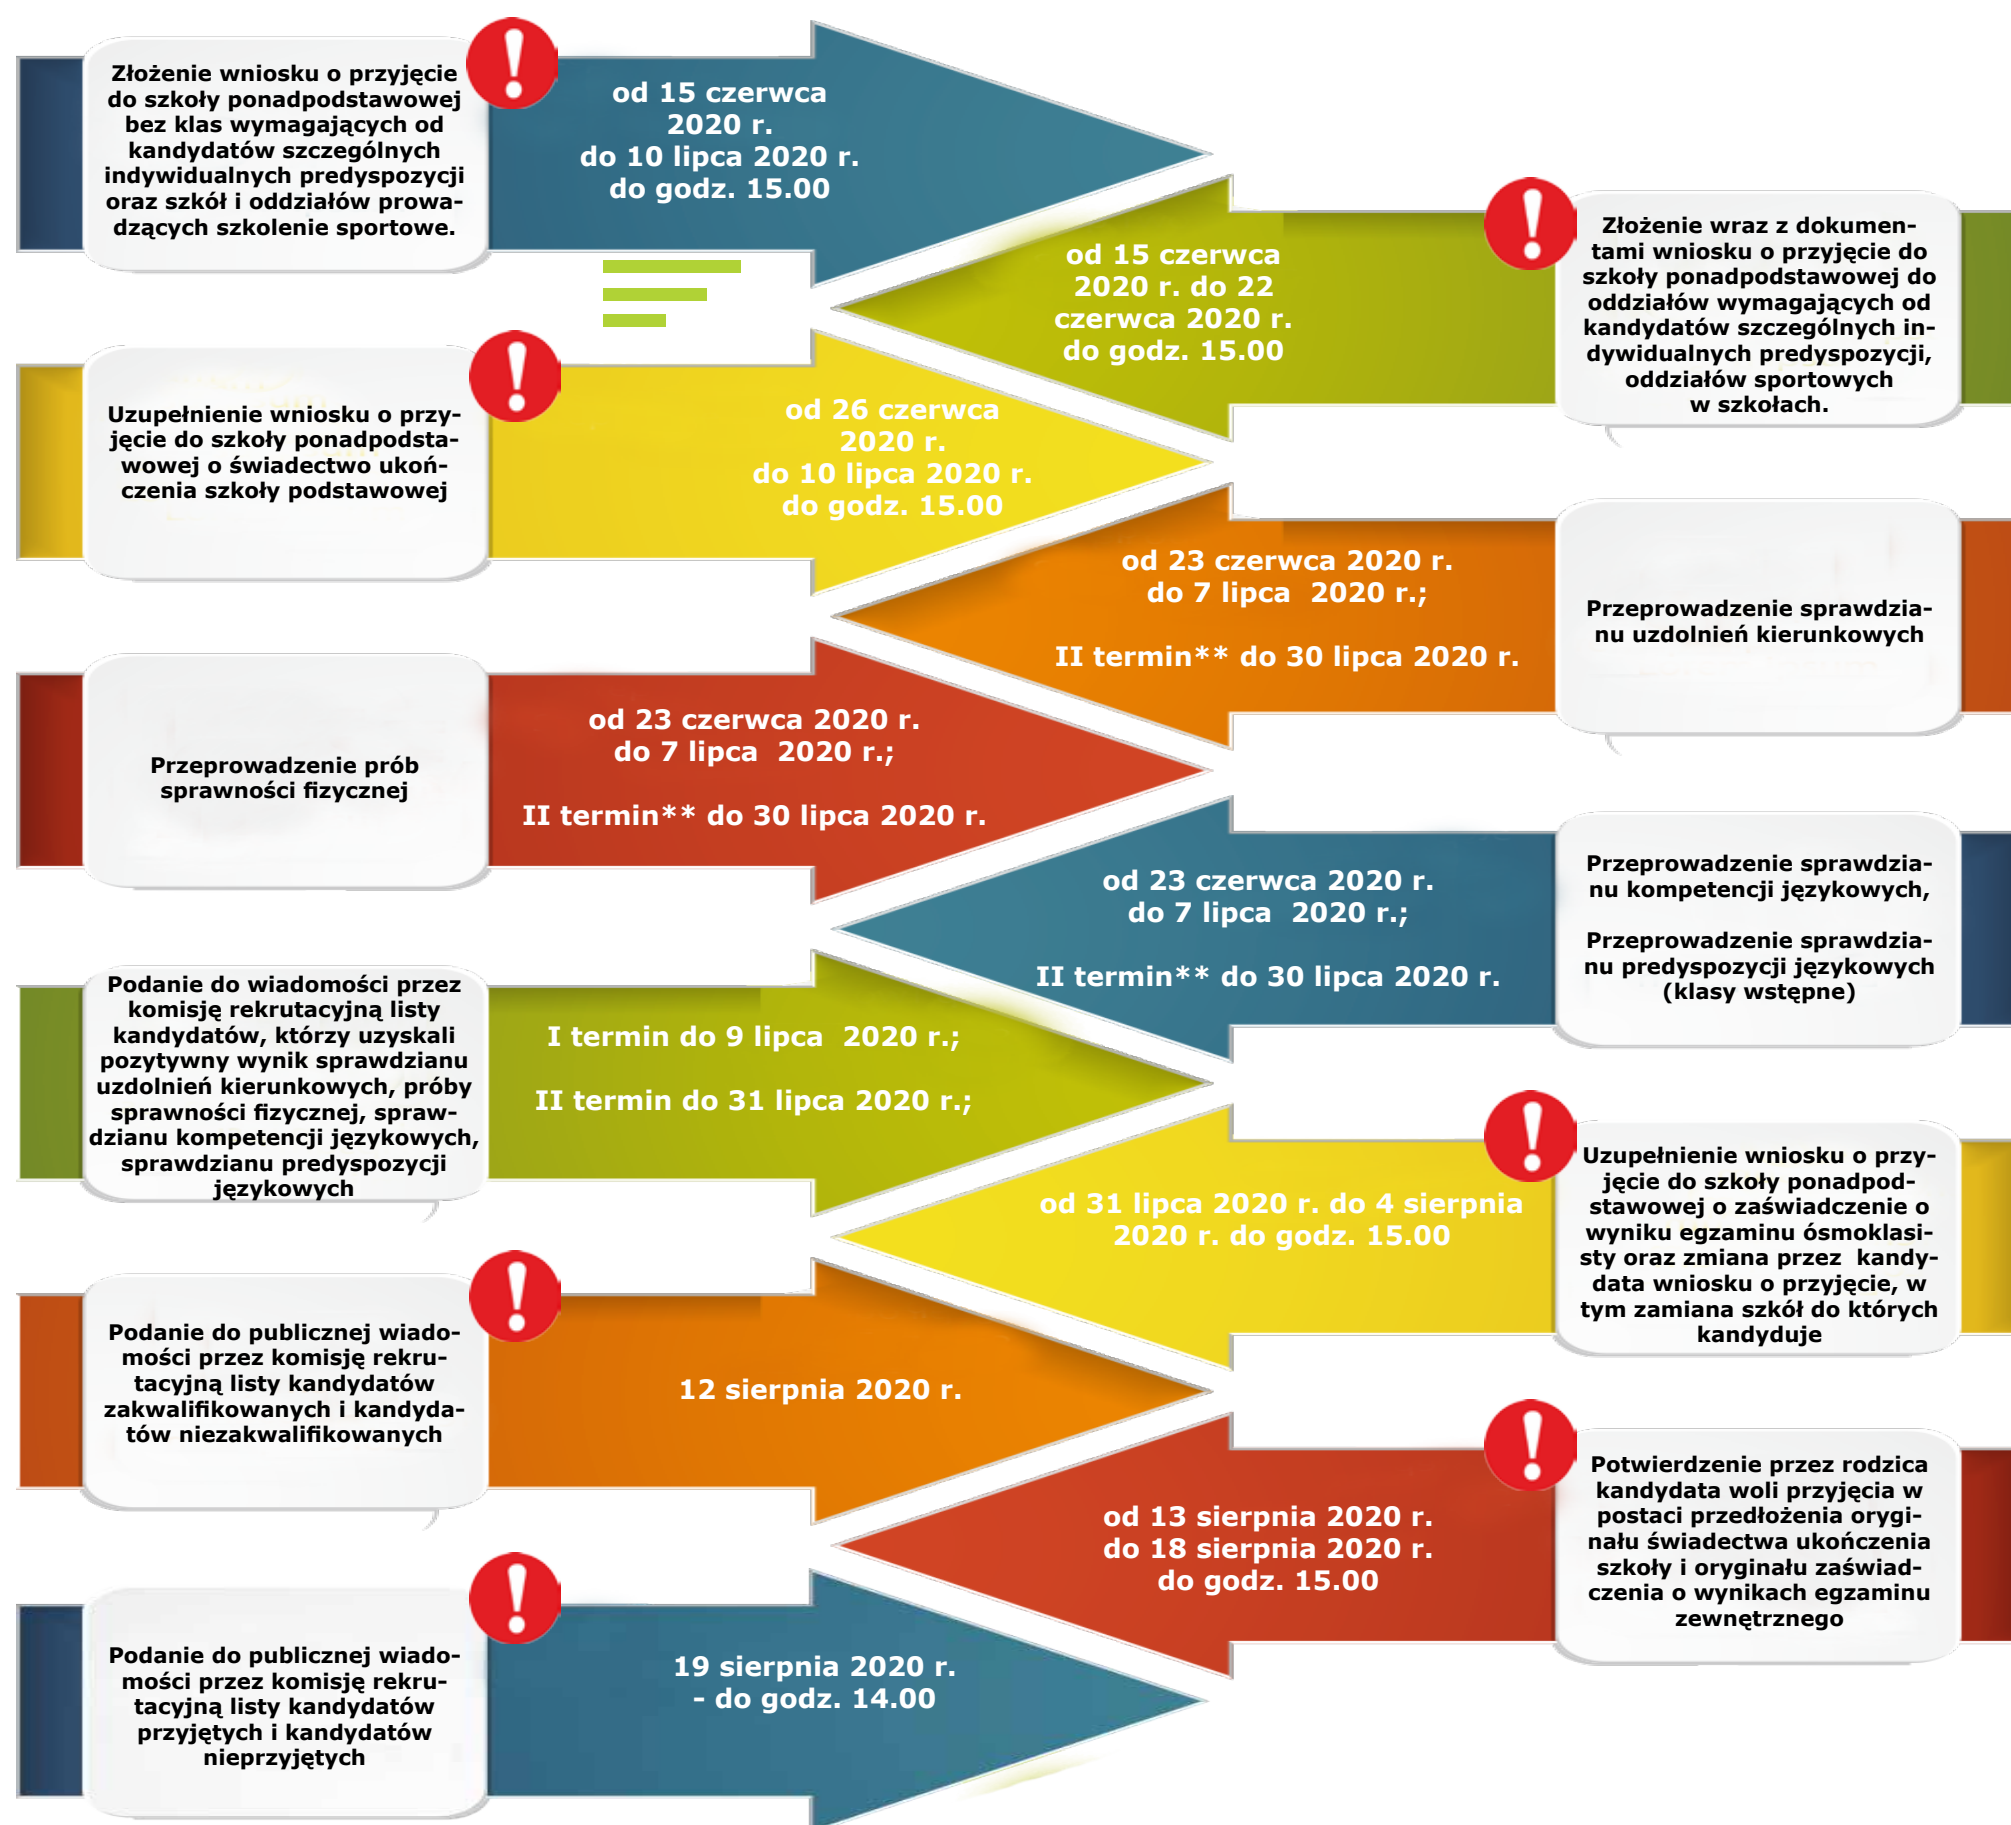 Złożenie wniosku o przyjęcie
do szkoły ponadpodstawowej
bez klas wymagających od
kandydatów szczególnych
indywidualnych predyspozycji
oraz szkół i oddziałów prowa-
dzących szkolenie sportowe.
od 15 czerwca
2020 r.
do 10 lipca 2020 r.
do godz. 15.00
od 15 czerwca
2020 r. do 22
czerwca 2020 r.
do godz. 15.00
Złożenie wraz z dokumen-
tami wniosku o przyjęcie do
szkoły ponadpodstawowej do
oddziałów wymagających od
kandydatów szczególnych in-
dywidualnych predyspozycji,
oddziałów sportowych
w szkołach.
Uzupełnienie wniosku o przy-
jęcie do szkoły ponadpodsta-
wowej o świadectwo ukoń-
czenia szkoły podstawowej
od 26 czerwca
2020 r.
do 10 lipca 2020 r.
do godz. 15.00
od 23 czerwca 2020 r.
do 7 lipca  2020 r.;
II termin** do 30 lipca 2020 r.
Przeprowadzenie sprawdzia-
nu uzdolnień kierunkowych
Przeprowadzenie prób
sprawności fizycznej
od 23 czerwca 2020 r.
do 7 lipca  2020 r.;
II termin** do 30 lipca 2020 r.
od 23 czerwca 2020 r.
do 7 lipca  2020 r.;
II termin** do 30 lipca 2020 r.
Przeprowadzenie sprawdzia-
nu kompetencji językowych,
Przeprowadzenie sprawdzia-
nu predyspozycji językowych
(klasy wstępne)
Podanie do wiadomości przez
komisję rekrutacyjną listy
kandydatów, którzy uzyskali
pozytywny wynik sprawdzianu
uzdolnień kierunkowych, próby
sprawności fizycznej, spraw-
dzianu kompetencji językowych,
sprawdzianu predyspozycji
językowych
I termin do 9 lipca  2020 r.;
II termin do 31 lipca 2020 r.;
od 31 lipca 2020 r. do 4 sierpnia
2020 r. do godz. 15.00
Uzupełnienie wniosku o przy-
jęcie do szkoły ponadpod-
stawowej o zaświadczenie o
wyniku egzaminu ósmoklasi-
sty oraz zmiana przez  kandy-
data wniosku o przyjęcie, w
tym zamiana szkół do których
kandyduje
Podanie do publicznej wiado-
mości przez komisję rekru-
tacyjną listy kandydatów
zakwalifikowanych i kandyda-
tów niezakwalifikowanych
12 sierpnia 2020 r.
od 13 sierpnia 2020 r.
do 18 sierpnia 2020 r.
do godz. 15.00
Potwierdzenie przez rodzica
kandydata woli przyjęcia w
postaci przedłożenia orygi-
nału świadectwa ukończenia
szkoły i oryginału zaświad-
czenia o wynikach egzaminu
zewnętrznego
Podanie do publicznej wiado-
mości przez komisję rekru-
tacyjną listy kandydatów
przyjętych i kandydatów
nieprzyjętych
19 sierpnia 2020 r.
- do godz. 14.00